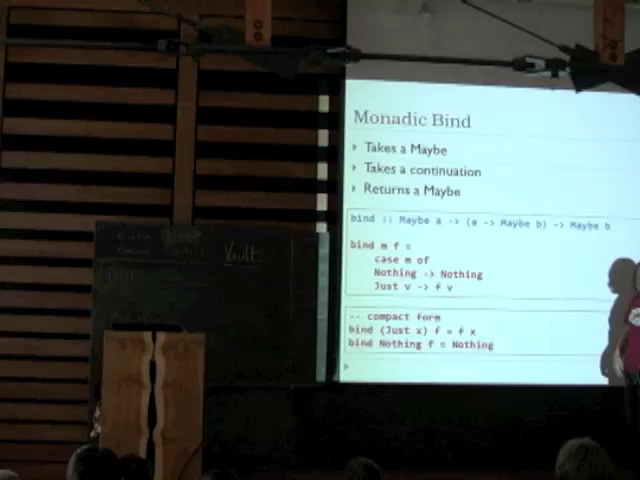 Monadic Bind
Takes a Maybe
Takes a continuation
Returns a Maybe
bind :: Maybe a -> (a -> Maybe b) -> Maybe b
bind m f =
case m of
Nothing -> Nothing
Just v -> f v
-- compact form
bind (Just x) f = f x
bind Nothing f = Nothing
Vault